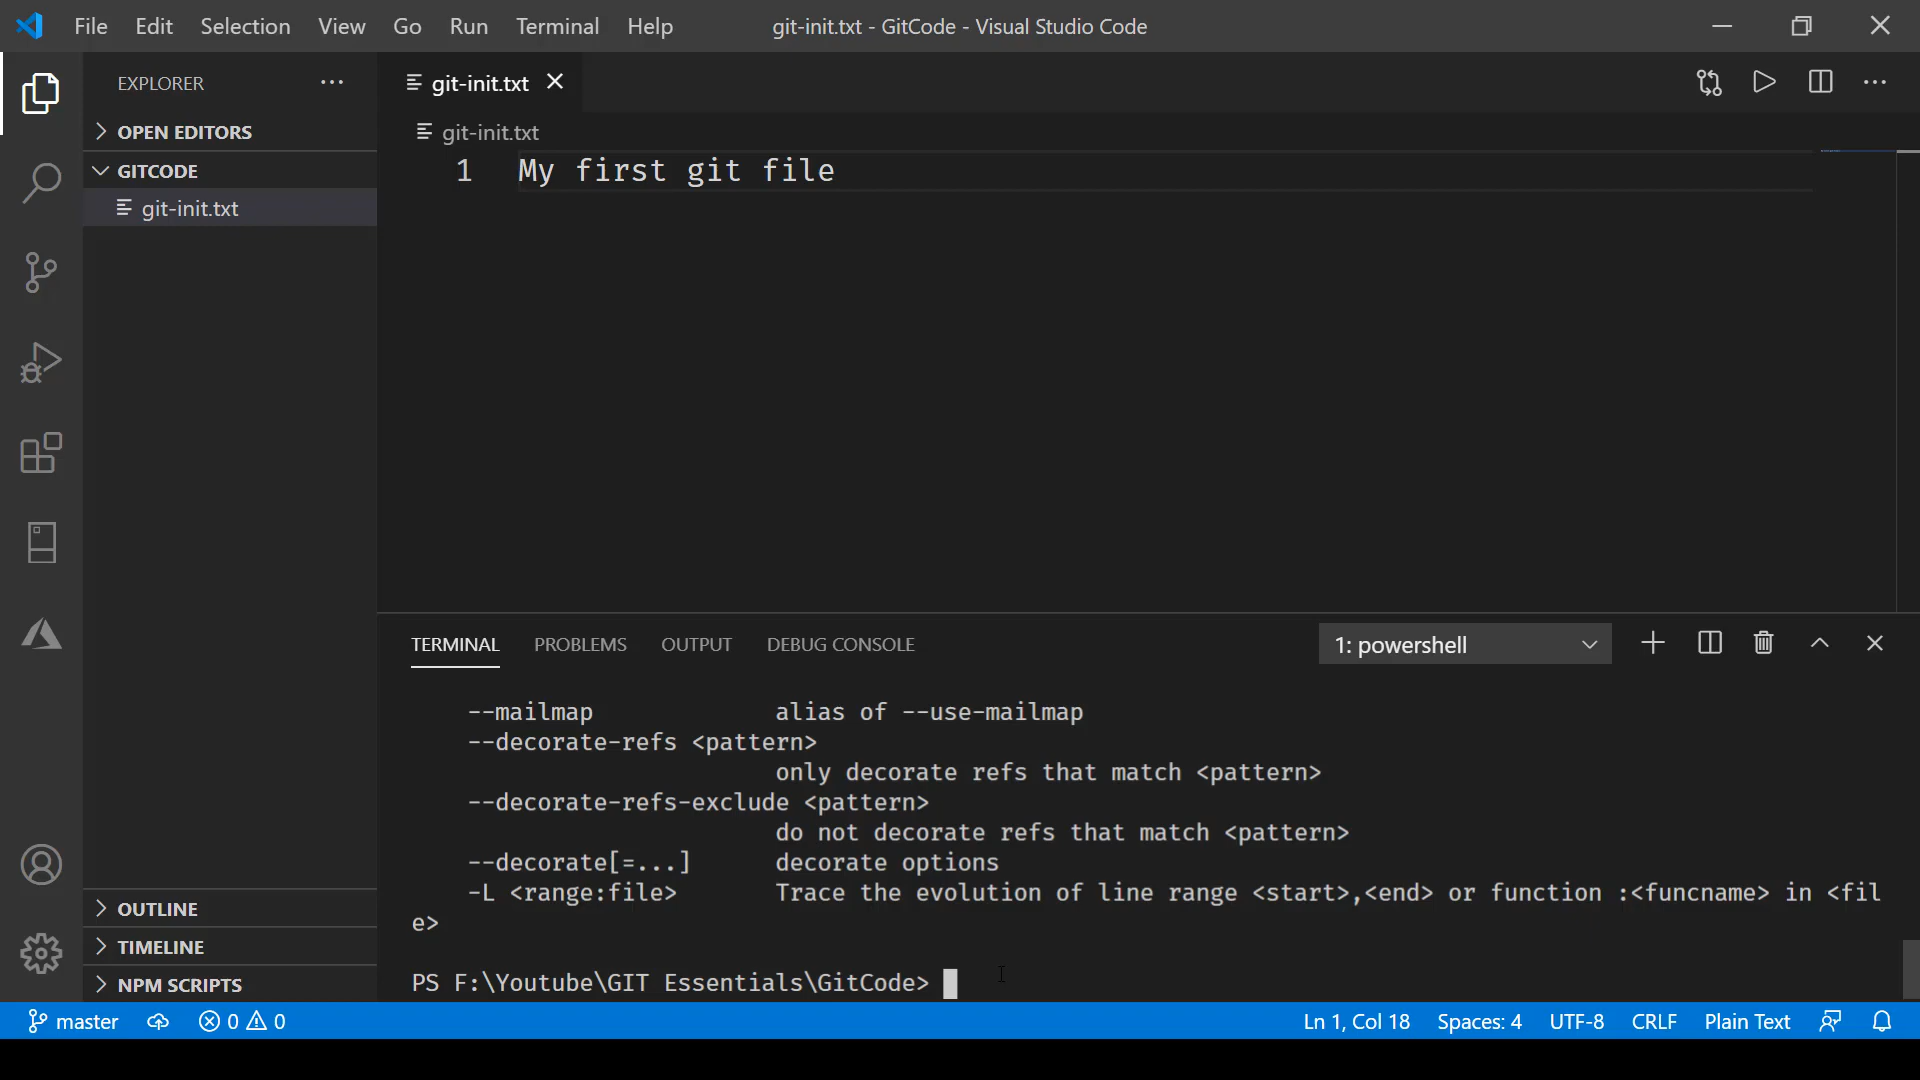 File Edit Selection View Go Run Terminal Help git-init.txt - GitCode - Visual Studio Code
EXPLORER
OPEN EDITORS
GITCODE
git-init.txt
OUTLINE
TIMELINE
NPM SCRIPTS
git-init.txt
git-init.txt
1 My first git file
TERMINAL PROBLEMS OUTPUT DEBUG CONSOLE 1: powershell
--mailmap alias of --use-mailmap
--decorate-refs <pattern>
only decorate refs that match <pattern>
--decorate-refs-exclude <pattern>
do not decorate refs that match <pattern>
--decorate[=...] decorate options
-L <range:file> Trace the evolution of line range <start>,<end> or function :<funcname> in <fil
e>
PS F:\Youtube\GIT Essentials\GitCode>
master 0 0 Ln 1, Col 18 Spaces: 4 UTF-8 CRLF Plain Text